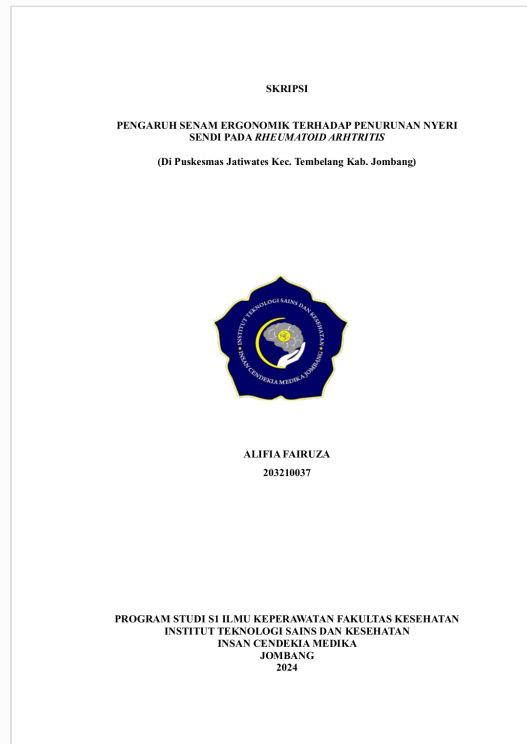 SKRIPSI
PENGARUH SENAM ERGONOMIK TERHADAP PENURUNAN NYERI
SENDI PADA RHEUMATOID ARHTRITIS
(Di Puskesmas Jatiwates Kec. Tembelang Kab. Jombang)
INSTITUT TEKNOLOGI SAINS DAN KESEHATAN
INSAN CENDEKIA MEDIKA JOMBANG
ALIFIA FAIRUZA
203210037
PROGRAM STUDI S1 ILMU KEPERAWATAN FAKULTAS KESEHATAN
INSTITUT TEKNOLOGI SAINS DAN KESEHATAN
INSAN CENDEKIA MEDIKA
JOMBANG
2024